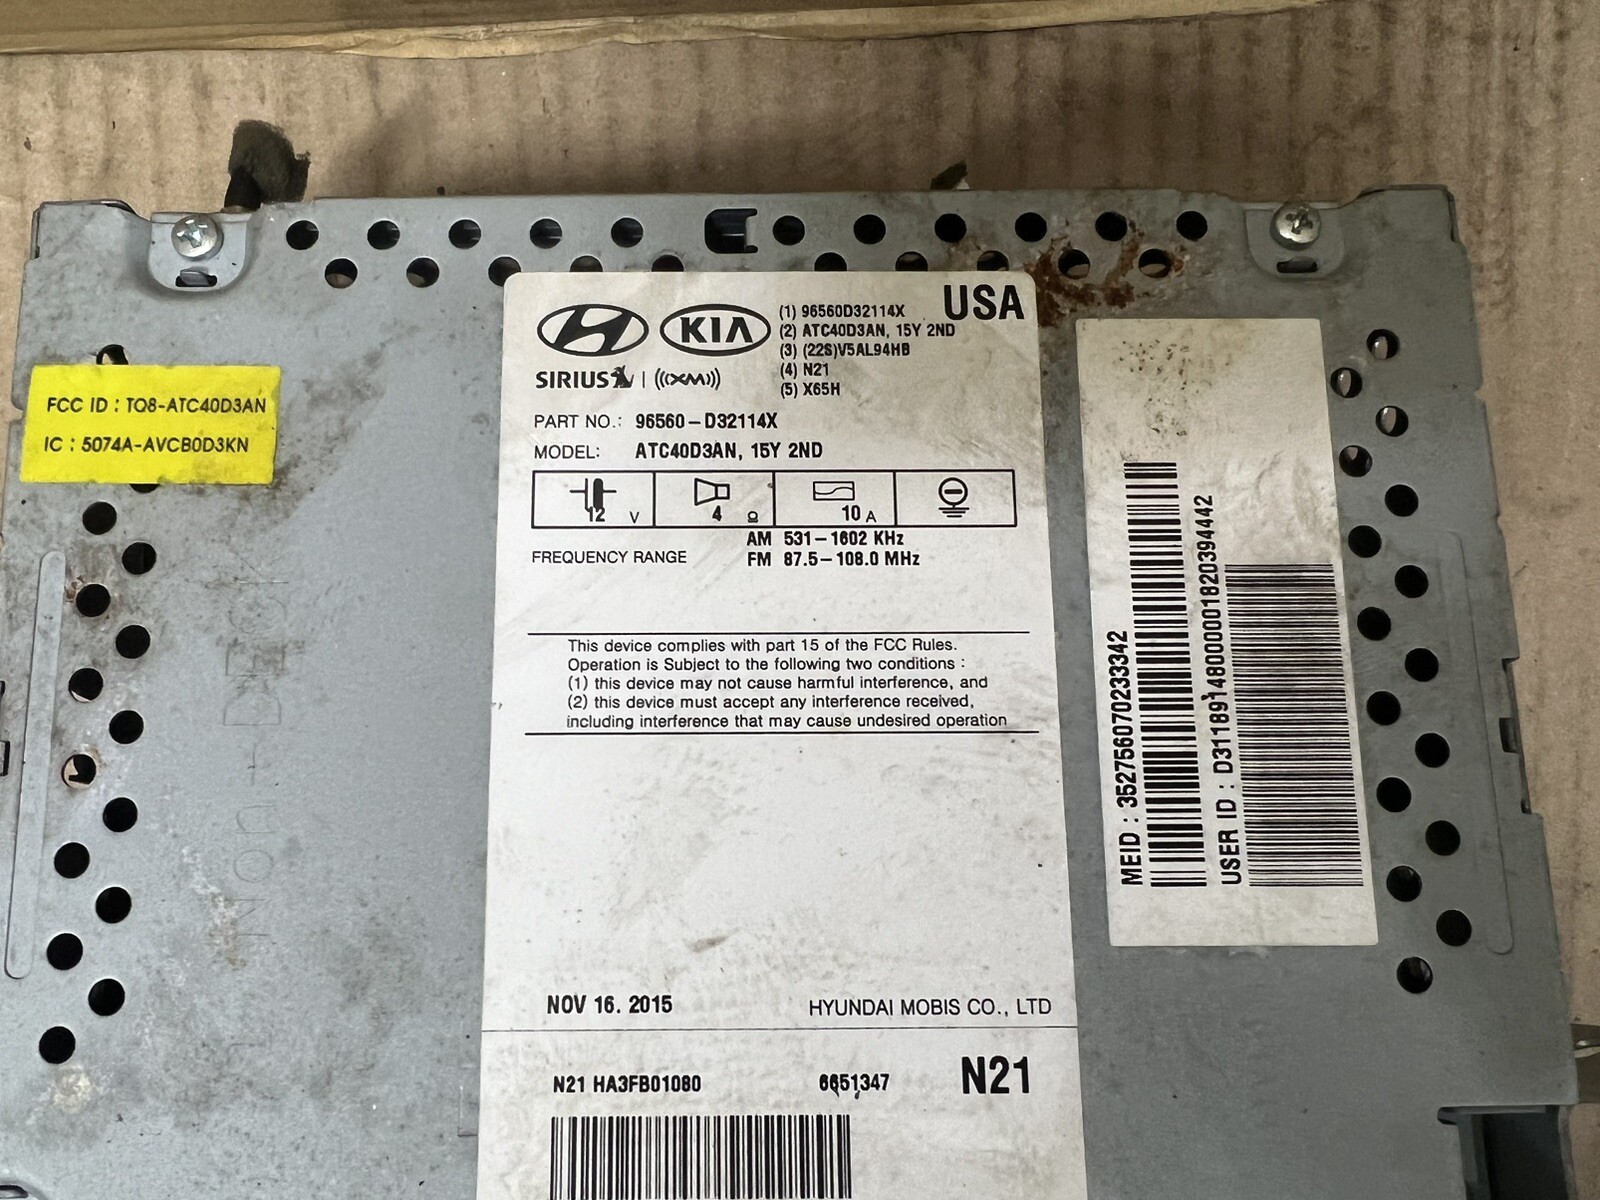 FCC ID : TQ8-ATC40D3AN
IC : 5074A-AVCB0D3KN
KIA
SIRIUS | ((XM))
USA
(1) 96560D32114X
(2) ATC40D3AN, 15Y 2ND
(3) (22S)V5AL94HB
(4) N21
(5) X65H
PART NO.: 96560-D32114X
MODEL: ATC40D3AN, 15Y 2ND
12 V 4 Ω 10 A
FREQUENCY RANGE
AM 531-1602 KHz
FM 87.5-108.0 MHz
This device complies with part 15 of the FCC Rules.
Operation is Subject to the following two conditions :
(1) this device may not cause harmful interference, and
(2) this device must accept any interference received,
including interference that may cause undesired operation
NOV 16. 2015 HYUNDAI MOBIS CO., LTD
N21 HA3FB01080 6651347 N21
MEID : 352756070233342
USER ID : D31189148000001820394442